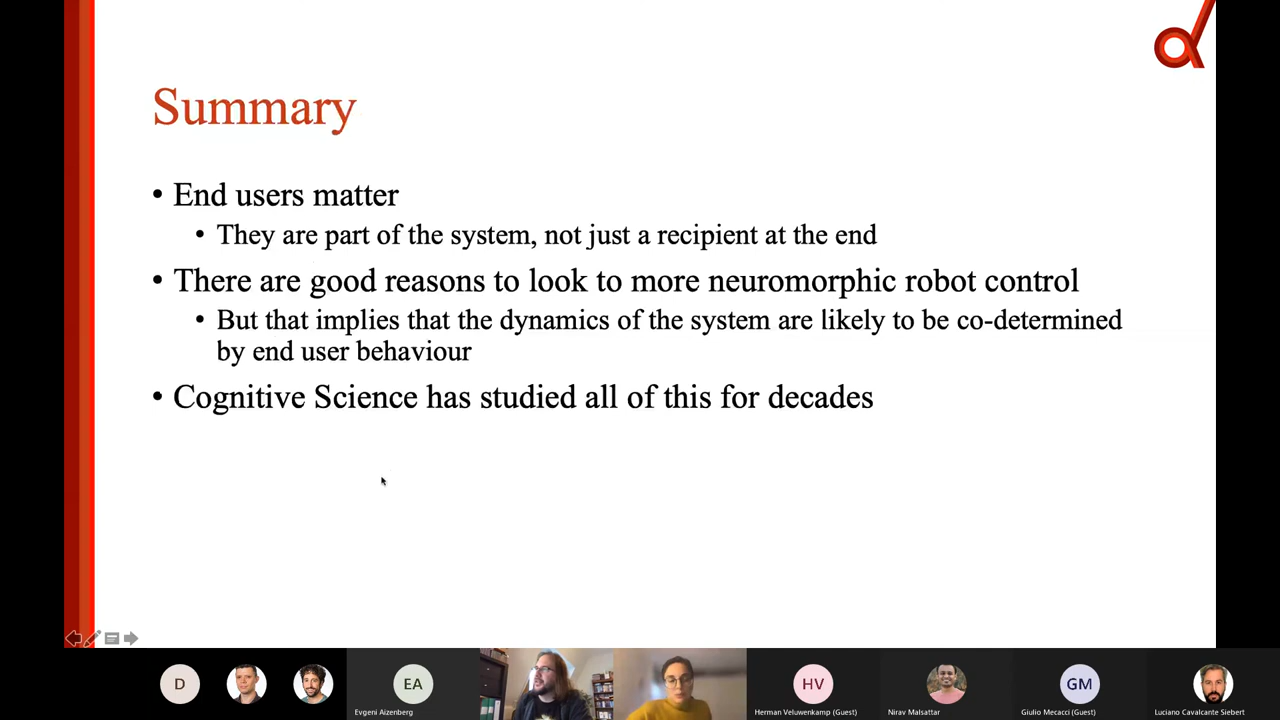 Summary
• End users matter
• They are part of the system, not just a recipient at the end
• There are good reasons to look to more neuromorphic robot control
• But that implies that the dynamics of the system are likely to be co-determined
by end user behaviour
• Cognitive Science has studied all of this for decades
D
EA
HV
GM
Evgeni Aizenberg
Herman Veluwenkamp (Guest)
Nirav Malsattar
Giulio Mecacci (Guest)
Luciano Cavalcante Siebert